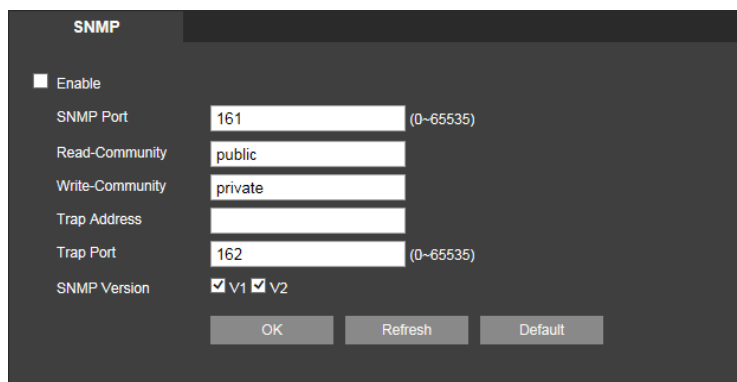 SNMP
Enable
SNMP Port 161 (0~65535)
Read-Community public
Write-Community private
Trap Address
Trap Port 162 (0~65535)
SNMP Version V1 V2
OK Refresh Default